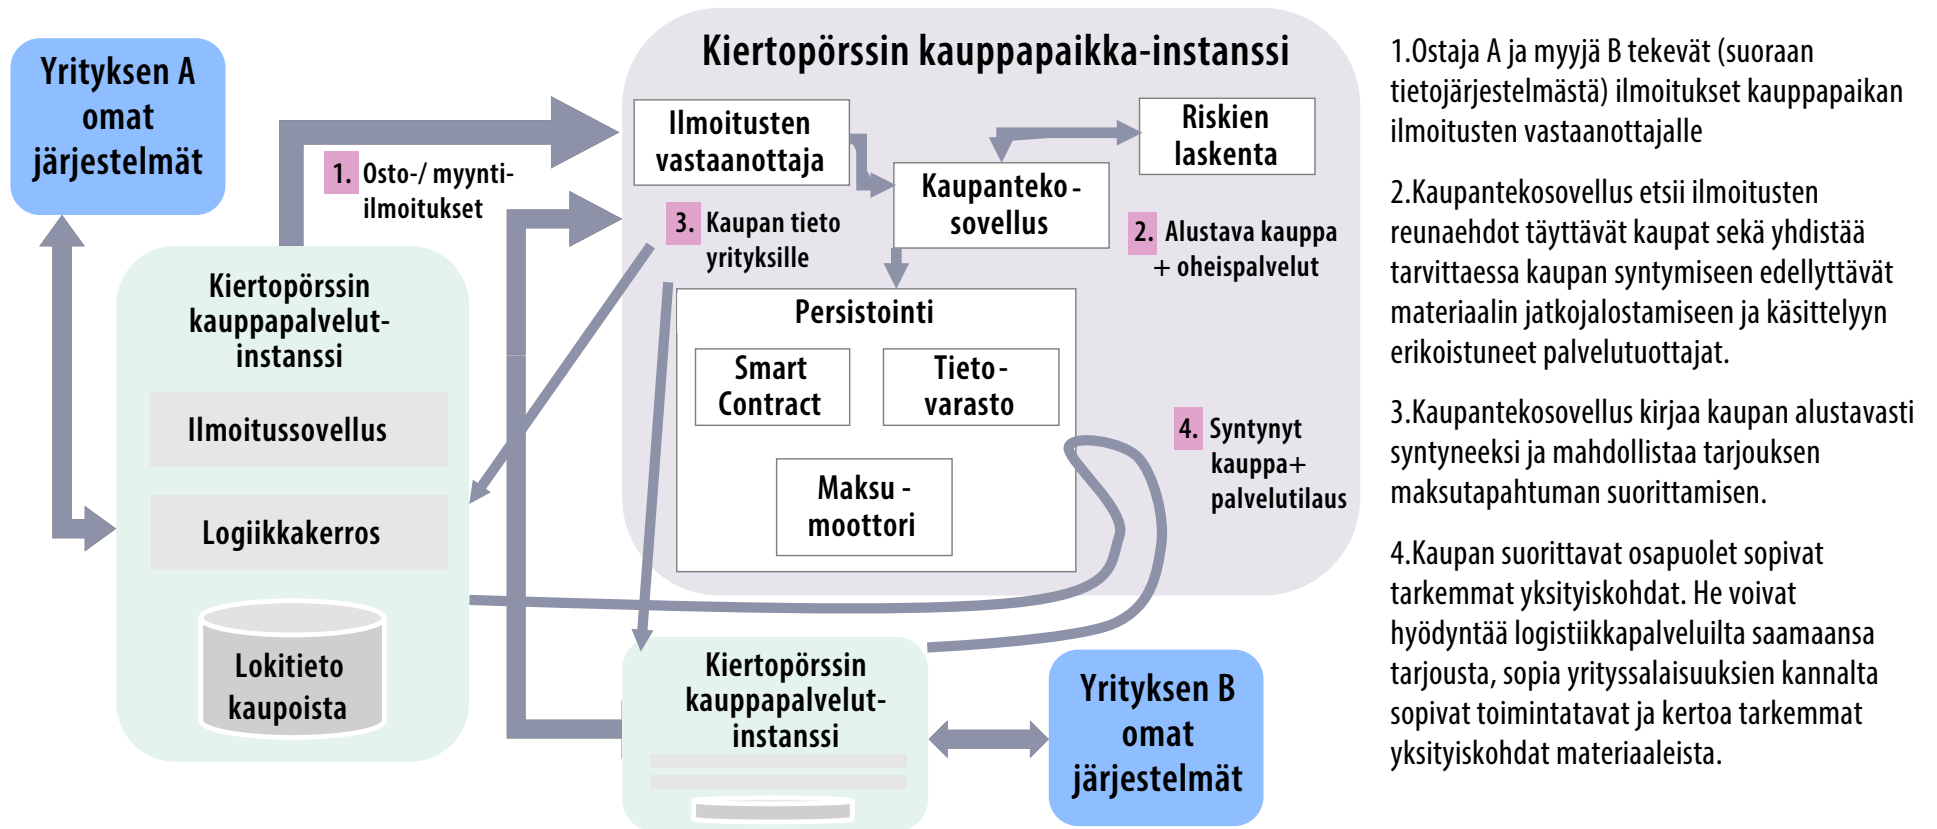 Yrityksen A
omat
järjestelmät
1. Osto-/ myynti-
ilmoitukset
Kiertopörssin
kauppapalvelut-
instanssi
Ilmoitussovellus
Logiikkakerros
Lokitieto
kaupoista
Kiertopörssin kauppapaikka-instanssi
Ilmoitusten
vastaanottaja
Riskien
laskenta
Kaupanteko-
sovellus
3. Kaupan tieto
yrityksille
2. Alustava kauppa
+ oheispalvelut
Persistointi
Smart
Contract
Tieto-
varasto
Maksu-
moottori
4. Syntynyt
kauppa+
palvelutilaus
Kiertopörssin
kauppapalvelut-
instanssi
Yrityksen B
omat
järjestelmät
1.Ostaja A ja myyjä B tekevät (suoraan
tietojärjestelmästä) ilmoitukset kauppapaikan
ilmoitusten vastaanottajalle
2.Kaupantekosovellus etsii ilmoitusten
reunaehdot täyttävät kaupat sekä yhdistää
tarvittaessa kaupan syntymiseen edellyttävät
materiaalin jatkojalostamiseen ja käsittelyyn
erikoistuneet palvelutuottajat.
3.Kaupantekosovellus kirjaa kaupan alustavasti
syntyneeksi ja mahdollistaa tarjouksen
maksutapahtuman suorittamisen.
4.Kaupan suorittavat osapuolet sopivat
tarkemmat yksityiskohdat. He voivat
hyödyntää logistiikkapalveluilta saamaansa
tarjousta, sopia yrityssalaisuuksien kannalta
sopivat toimintatavat ja kertoa tarkemmat
yksityiskohdat materiaaleista.